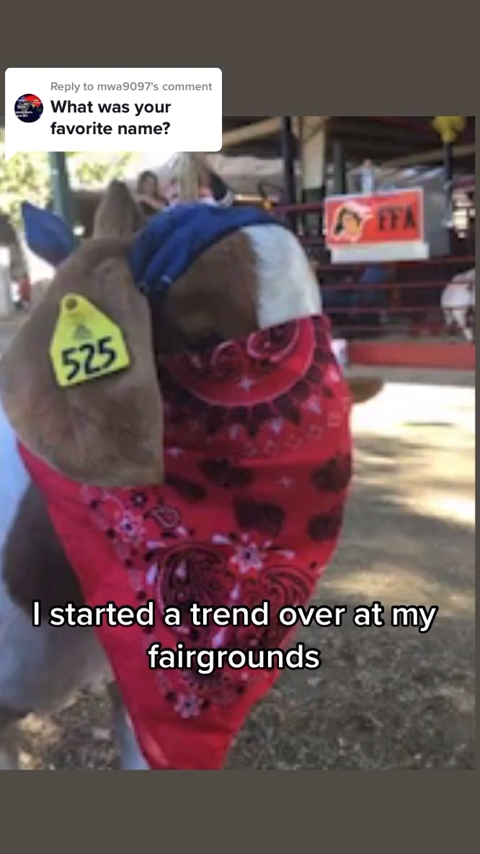 Reply to mwa9097's comment
What was your
favorite name?
FFA
525
I started a trend over at my
fairgrounds